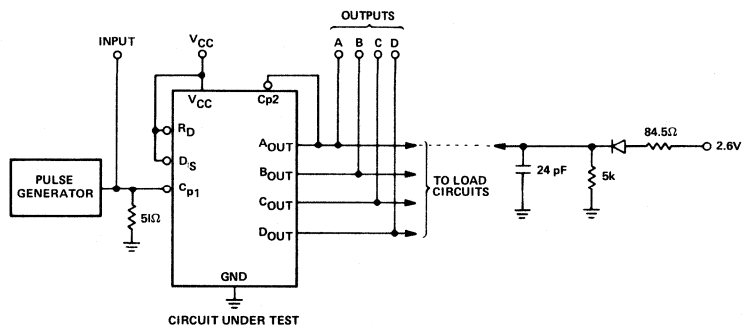 OUTPUTS
INPUT
VCC
A B C D
VCC
Cp2
RD
DS
Cp1
AOUT
BOUT
COUT
DOUT
GND
PULSE
GENERATOR
51Ω
TO LOAD
CIRCUITS
24 pF
5k
84.5Ω
2.6V
CIRCUIT UNDER TEST